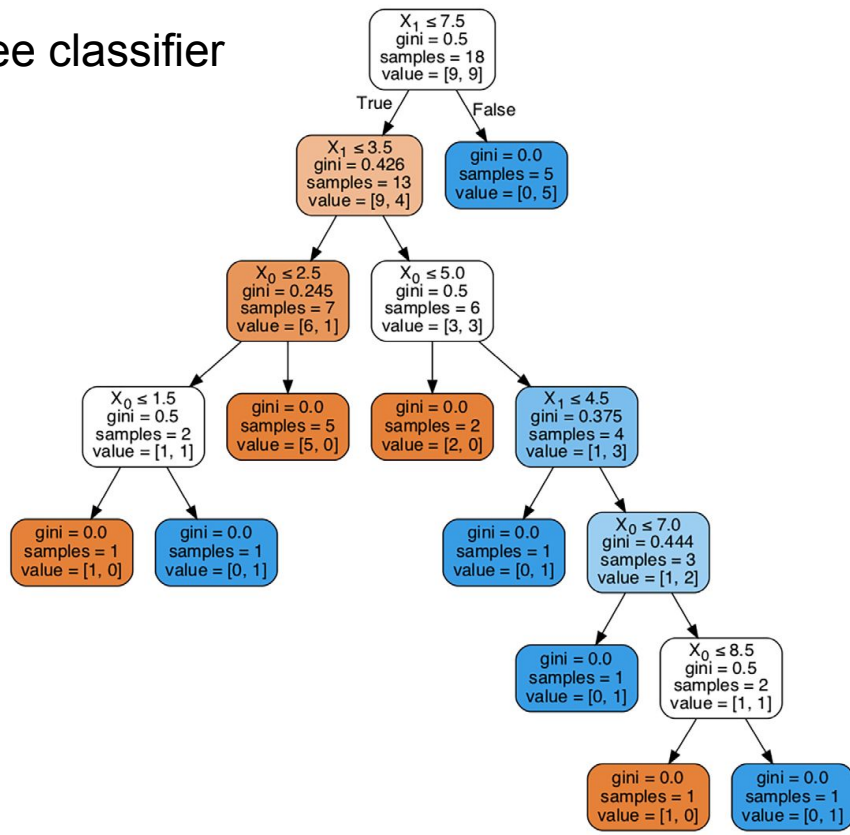 ee classifier
X₁ ≤ 7.5
gini = 0.5
samples = 18
value = [9, 9]
True
False
X₁ ≤ 3.5
gini = 0.426
samples = 13
value = [9, 4]
gini = 0.0
samples = 5
value = [0, 5]
X₀ ≤ 2.5
gini = 0.245
samples = 7
value = [6, 1]
X₀ ≤ 5.0
gini = 0.5
samples = 6
value = [3, 3]
X₀ ≤ 1.5
gini = 0.5
samples = 2
value = [1, 1]
gini = 0.0
samples = 5
value = [5, 0]
gini = 0.0
samples = 2
value = [2, 0]
X₁ ≤ 4.5
gini = 0.375
samples = 4
value = [1, 3]
gini = 0.0
samples = 1
value = [1, 0]
gini = 0.0
samples = 1
value = [0, 1]
gini = 0.0
samples = 1
value = [0, 1]
X₀ ≤ 7.0
gini = 0.444
samples = 3
value = [1, 2]
gini = 0.0
samples = 1
value = [0, 1]
X₀ ≤ 8.5
gini = 0.5
samples = 2
value = [1, 1]
gini = 0.0
samples = 1
value = [1, 0]
gini = 0.0
samples = 1
value = [0, 1]